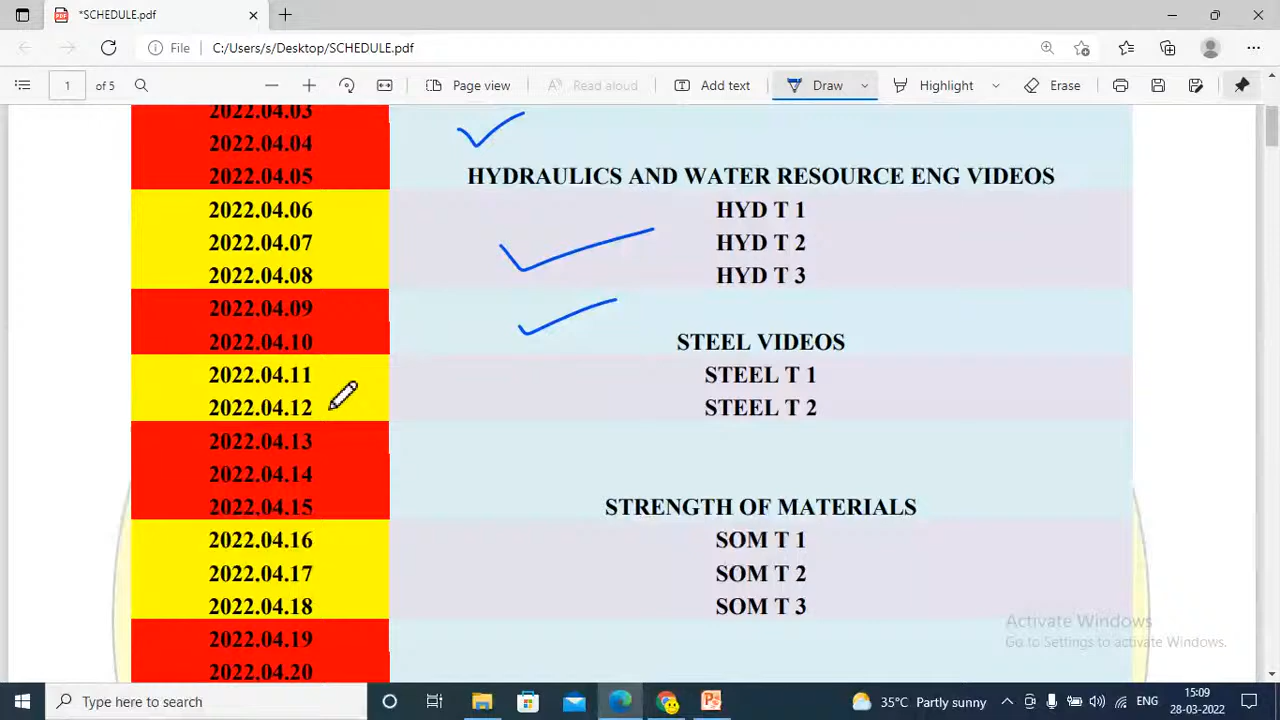 *SCHEDULE.pdf
File C:/Users/s/Desktop/SCHEDULE.pdf
1 of 5 Page view Read aloud Add text Draw Highlight Erase
2022.04.03
2022.04.04
2022.04.05 HYDRAULICS AND WATER RESOURCE ENG VIDEOS
2022.04.06 HYD T 1
2022.04.07 HYD T 2
2022.04.08 HYD T 3
2022.04.09
2022.04.10 STEEL VIDEOS
2022.04.11 STEEL T 1
2022.04.12 STEEL T 2
2022.04.13
2022.04.14
2022.04.15 STRENGTH OF MATERIALS
2022.04.16 SOM T 1
2022.04.17 SOM T 2
2022.04.18 SOM T 3
2022.04.19
2022.04.20
Activate Windows
Go to Settings to activate Windows.
Type here to search 35°C Partly sunny ENG 15:09
28-03-2022